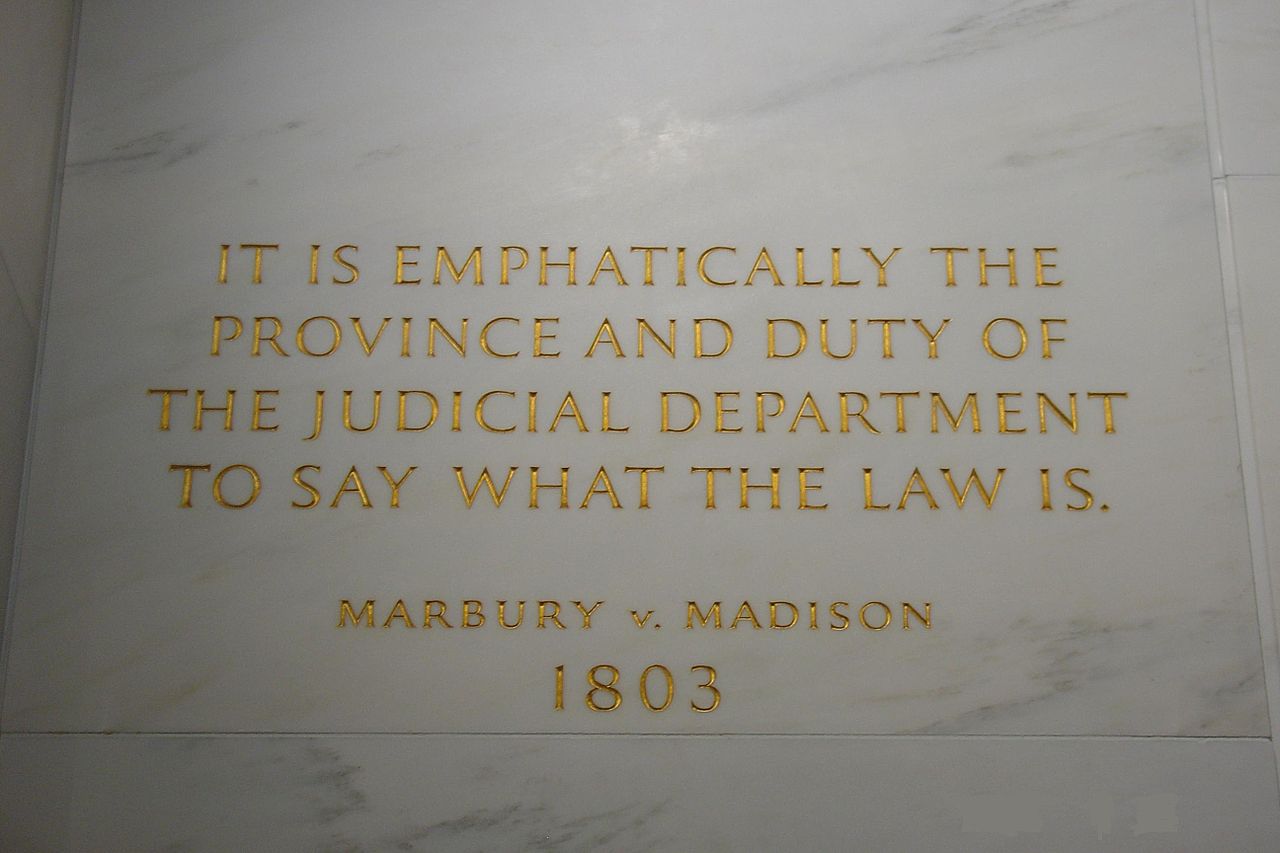 IT IS EMPHATICALLY THE
PROVINCE AND DUTY OF
THE JUDICIAL DEPARTMENT
TO SAY WHAT THE LAW IS.
MARBURY v. MADISON
1803